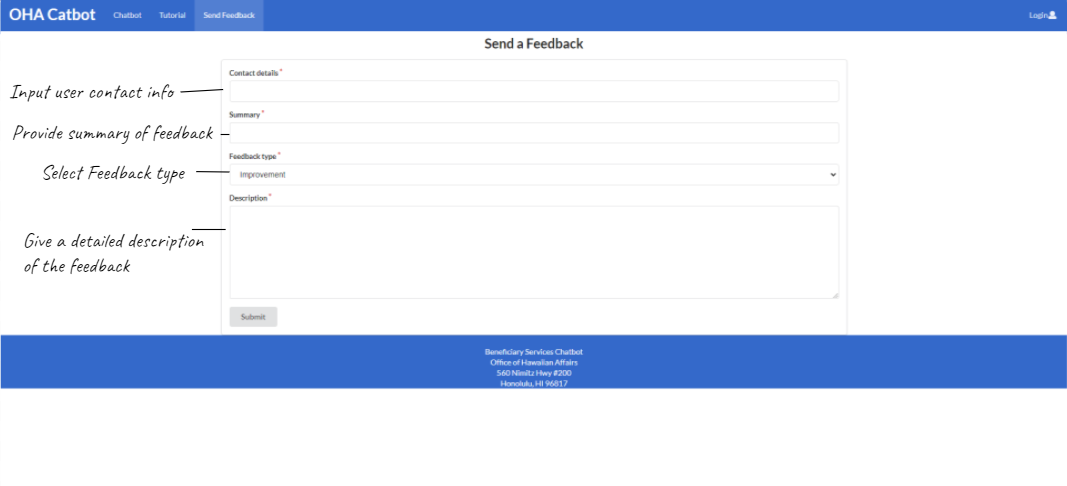 OHA Catbot Chatbot Tutorial Send Feedback Login
Send a Feedback
Contact details *
Input user contact info
Summary *
Provide summary of feedback
Feedback type *
Select Feedback type
Improvement
Description *
Give a detailed description
of the feedback
Submit
Beneficiary Services Chatbot
Office of Hawaiian Affairs
560 Nimitz Hwy #200
Honolulu, HI 96817